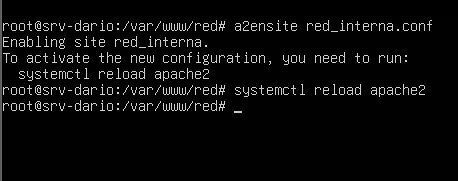 root@srv-dario:/var/www/red# a2ensite red_interna.conf
Enabling site red_interna.
To activate the new configuration, you need to run:
  systemctl reload apache2
root@srv-dario:/var/www/red# systemctl reload apache2
root@srv-dario:/var/www/red# _